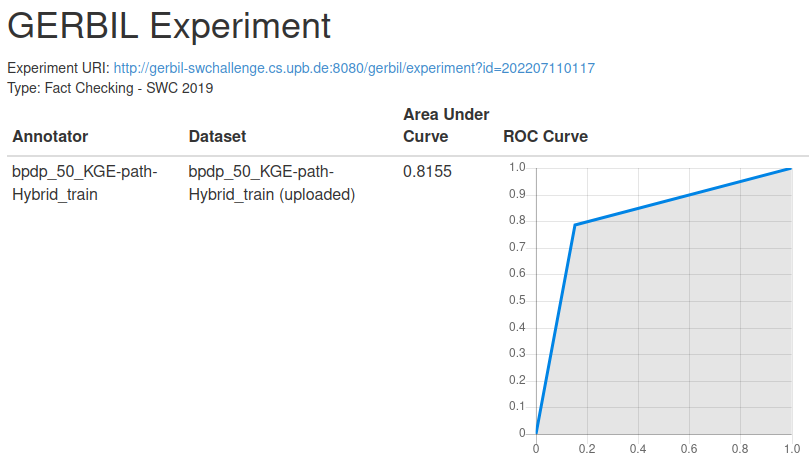 GERBIL Experiment
Experiment URI: http://gerbil-swchallenge.cs.upb.de:8080/gerbil/experiment?id=202207110117
Type: Fact Checking - SWC 2019
Annotator Dataset Area Under Curve ROC Curve
bpdp_50_KGE-path- bpdp_50_KGE-path- 0.8155
Hybrid_train Hybrid_train (uploaded)
1.0
0.9
0.8
0.7
0.6
0.5
0.4
0.3
0.2
0.1
0
0 0.2 0.4 0.6 0.8 1.0